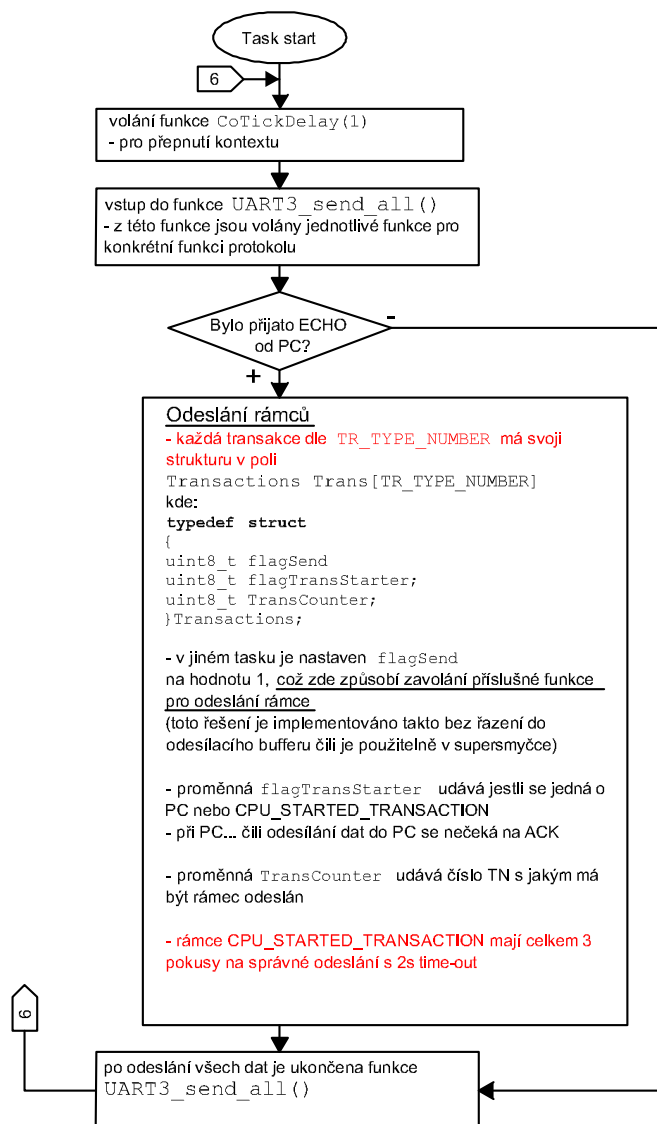 Task start
6
volání funkce CoTickDelay(1)
- pro přepnutí kontextu
vstup do funkce UART3_send_all()
- z této funkce jsou volány jednotlivé funkce pro
konkrétní funkci protokolu
Bylo přijato ECHO
od PC?
-
+
Odeslání rámců
- každá transakce dle TR_TYPE_NUMBER má svoji
strukturu v poli
Transactions Trans[TR_TYPE_NUMBER]
kde:
typedef struct
{
uint8_t flagSend
uint8_t flagTransStarter;
uint8_t TransCounter;
}Transactions;
- v jiném tasku je nastaven flagSend
na hodnotu 1, což zde způsobí zavolání příslušné funkce
pro odeslání rámce
(toto řešení je implementováno takto bez řazení do
odesílacího bufferu čili je použitelně v supersmyčce)
- proměnná flagTransStarter udává jestli se jedná o
PC nebo CPU_STARTED_TRANSACTION
- při PC... čili odesílání dat do PC se nečeká na ACK
- proměnná TransCounter udává číslo TN s jakým má
být rámec odeslán
- rámce CPU_STARTED_TRANSACTION mají celkem 3
pokusy na správné odeslání s 2s time-out
6
po odeslání všech dat je ukončena funkce
UART3_send_all()